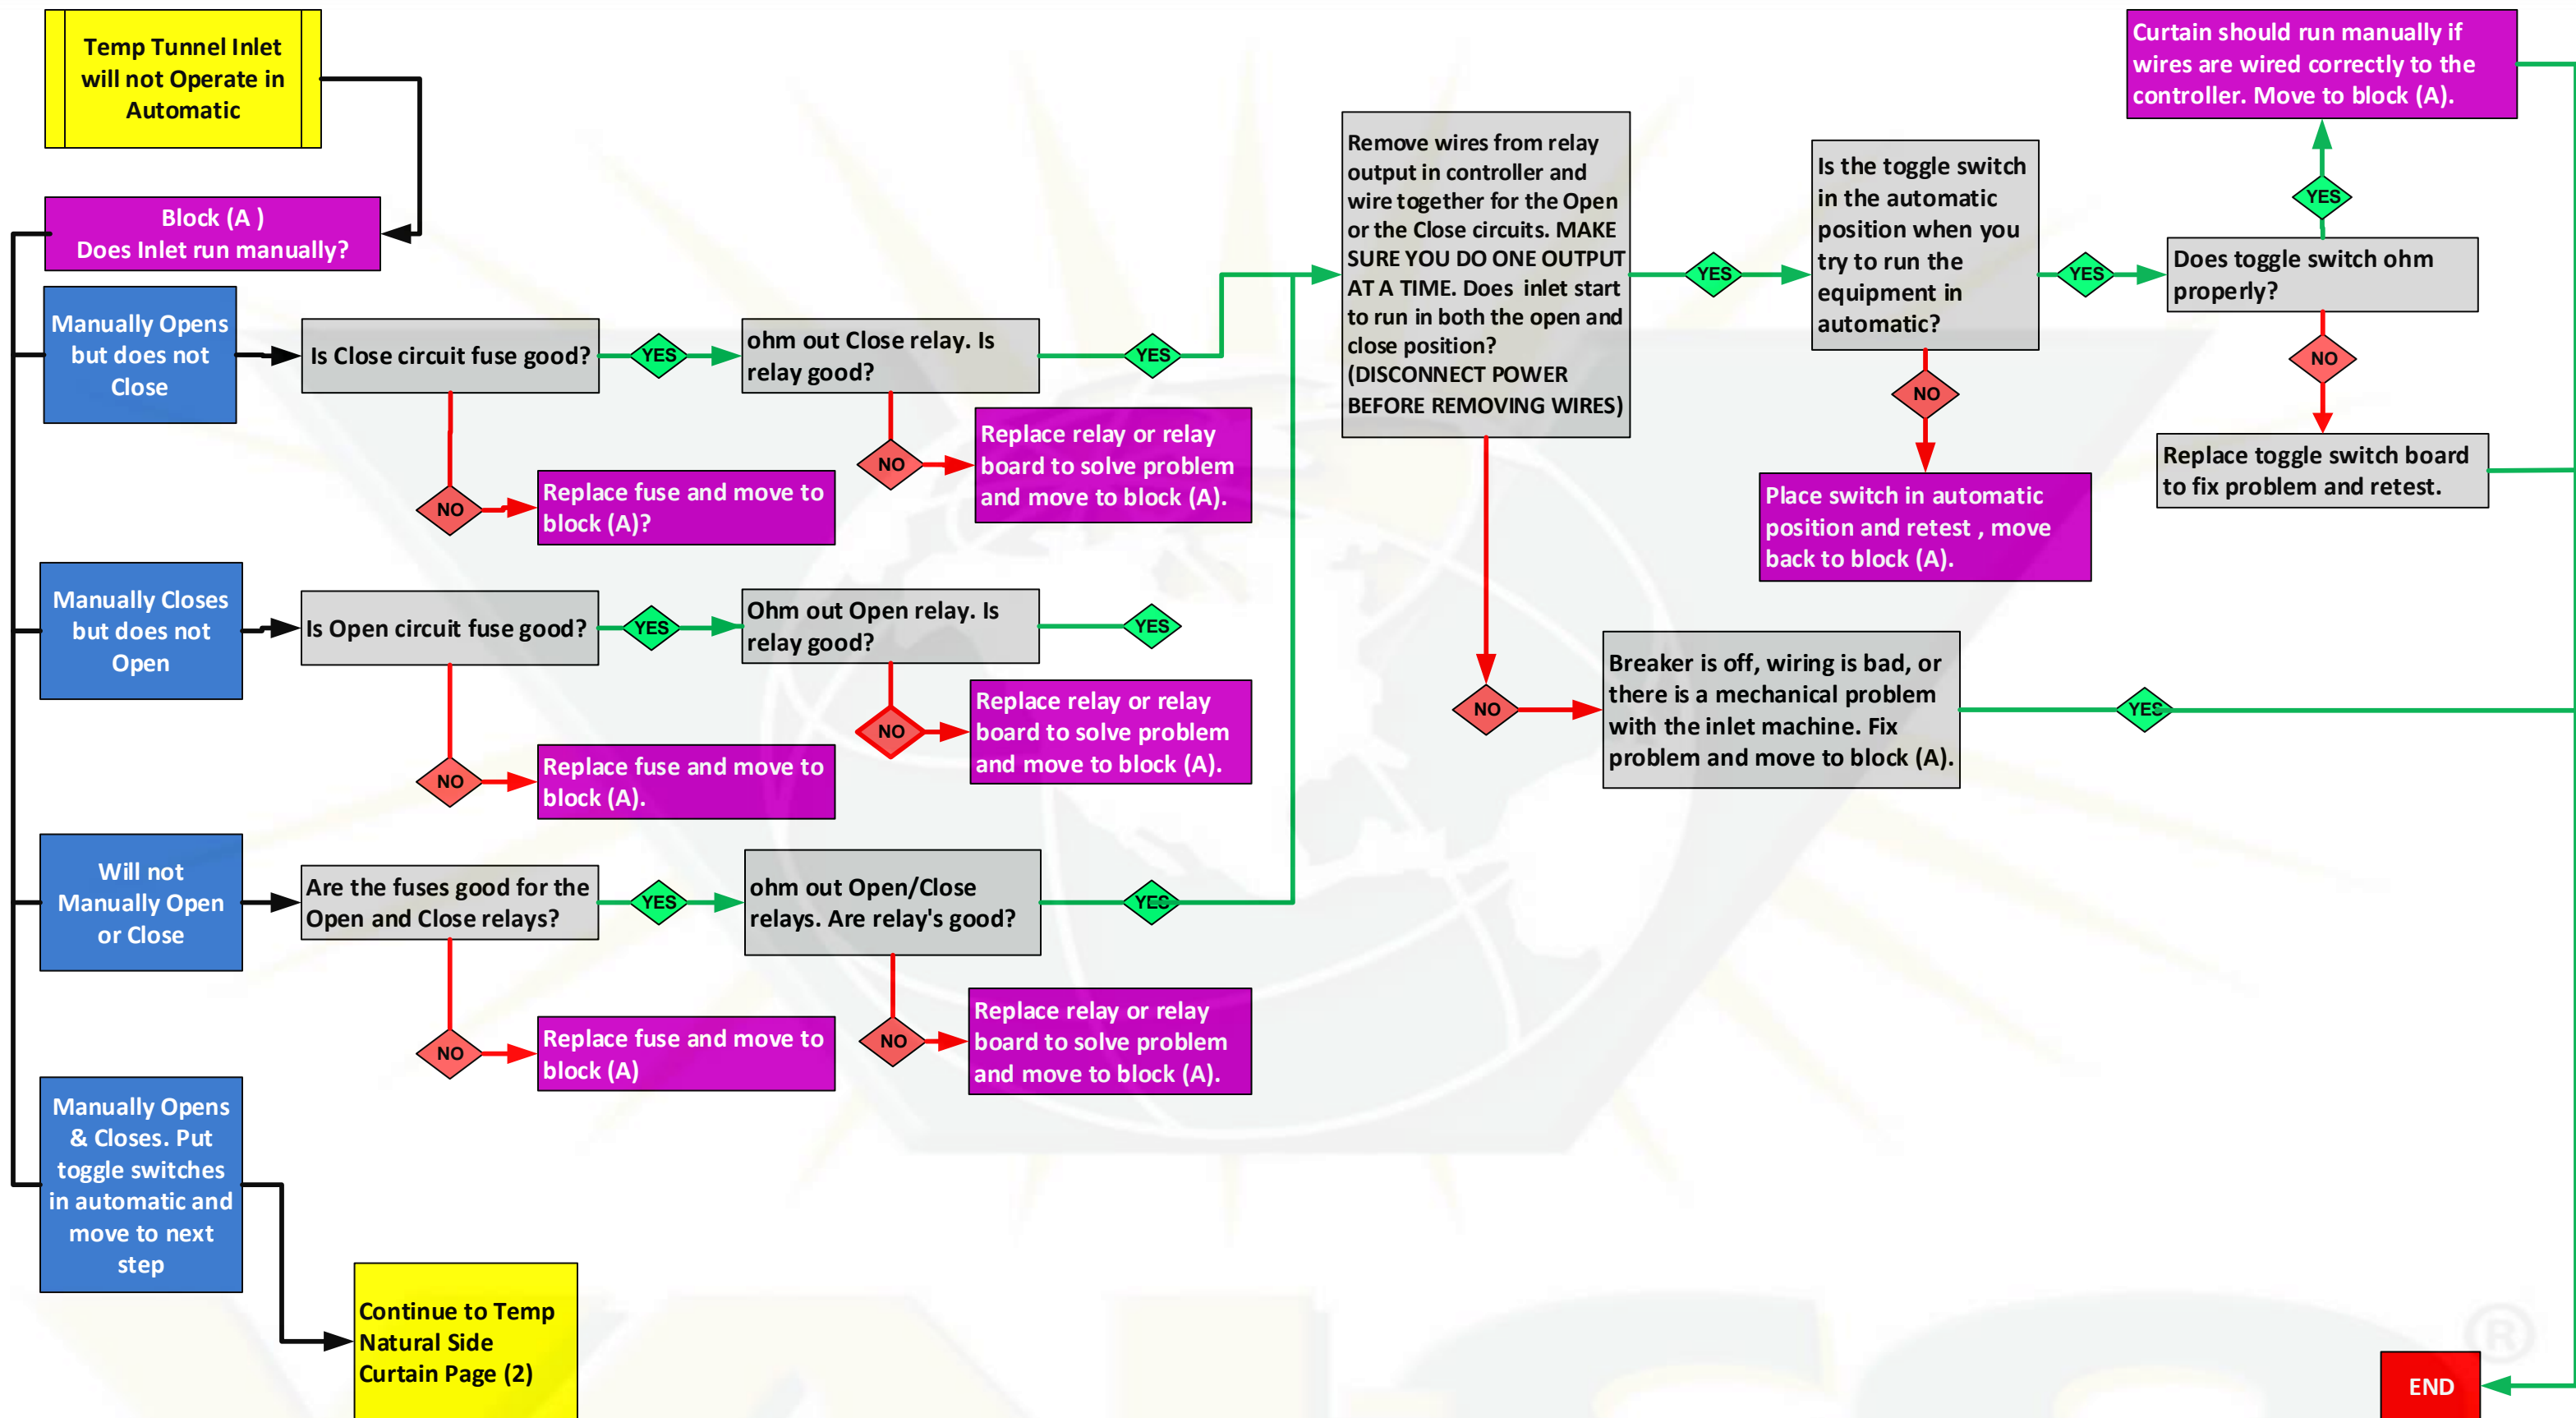 Temp Tunnel Inlet
will not Operate in
Automatic
Block (A )
Does Inlet run manually?
Manually Opens
but does not
Close
Is Close circuit fuse good?
YES
ohm out Close relay. Is
relay good?
YES
NO
Replace fuse and move to
block (A)?
NO
Replace relay or relay
board to solve problem
and move to block (A).
Manually Closes
but does not
Open
Is Open circuit fuse good?
YES
Ohm out Open relay. Is
relay good?
YES
NO
Replace fuse and move to
block (A).
NO
Replace relay or relay
board to solve problem
and move to block (A).
Will not
Manually Open
or Close
Are the fuses good for the
Open and Close relays?
YES
ohm out Open/Close
relays. Are relay's good?
YES
NO
Replace fuse and move to
block (A)
NO
Replace relay or relay
board to solve problem
and move to block (A).
Manually Opens
& Closes. Put
toggle switches
in automatic and
move to next
step
Continue to Temp
Natural Side
Curtain Page (2)
Remove wires from relay
output in controller and
wire together for the Open
or the Close circuits. MAKE
SURE YOU DO ONE OUTPUT
AT A TIME. Does  inlet start
to run in both the open and
close position?
(DISCONNECT POWER
BEFORE REMOVING WIRES)
YES
Is the toggle switch
in the automatic
position when you
try to run the
equipment in
automatic?
YES
NO
Place switch in automatic
position and retest , move
back to block (A).
Does toggle switch ohm
properly?
YES
Curtain should run manually if
wires are wired correctly to the
controller. Move to block (A).
NO
Replace toggle switch board
to fix problem and retest.
NO
Breaker is off, wiring is bad, or
there is a mechanical problem
with the inlet machine. Fix
problem and move to block (A).
YES
END
®